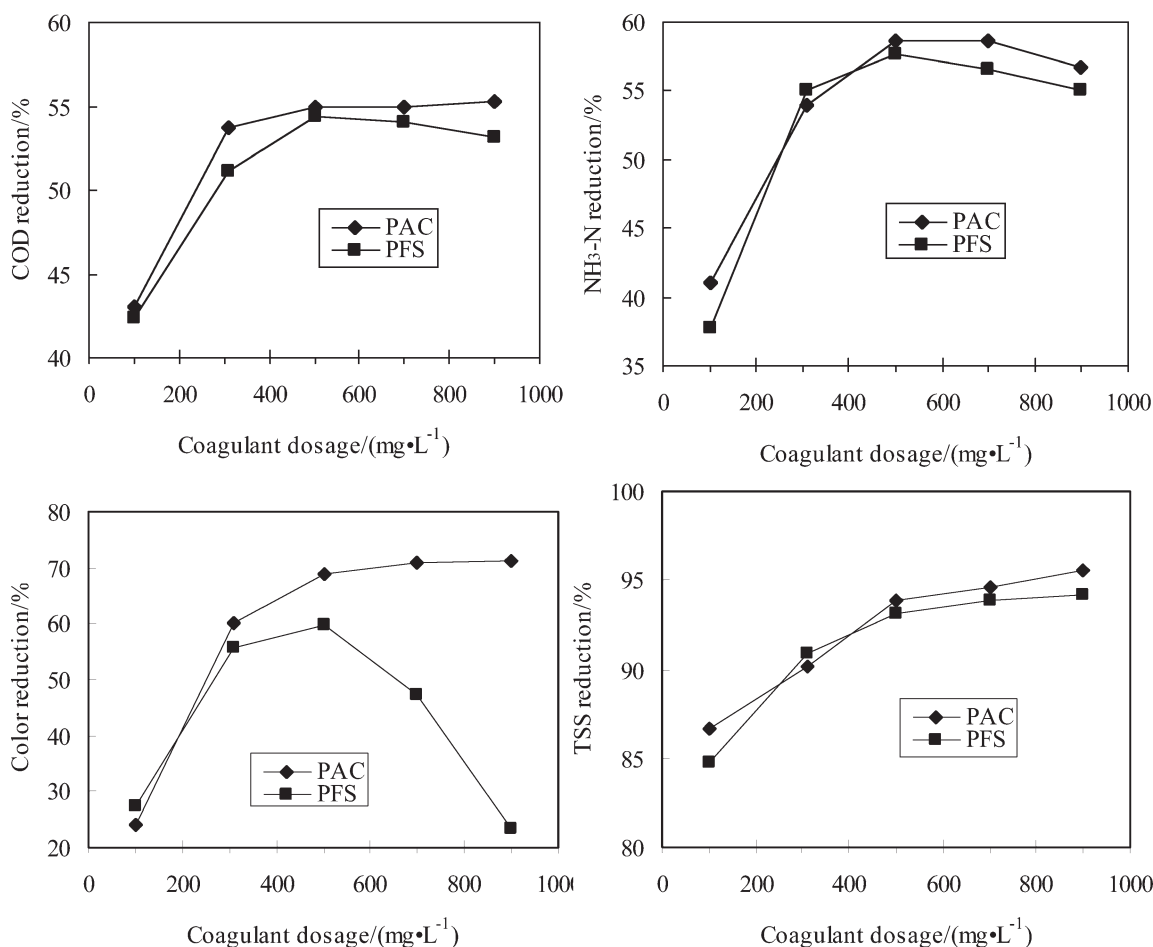 60
55
50
45
40
COD reduction/%
PAC
PFS
0 200 400 600 800 1000
Coagulant dosage/(mg•L-1)
60
55
50
45
40
35
NH3-N reduction/%
PAC
PFS
0 200 400 600 800 1000
Coagulant dosage/(mg•L-1)
80
70
60
50
40
30
20
Color reduction/%
PAC
PFS
0 200 400 600 800 1000
Coagulant dosage/(mg•L-1)
100
95
90
85
80
TSS reduction/%
PAC
PFS
0 200 400 600 800 1000
Coagulant dosage/(mg•L-1)